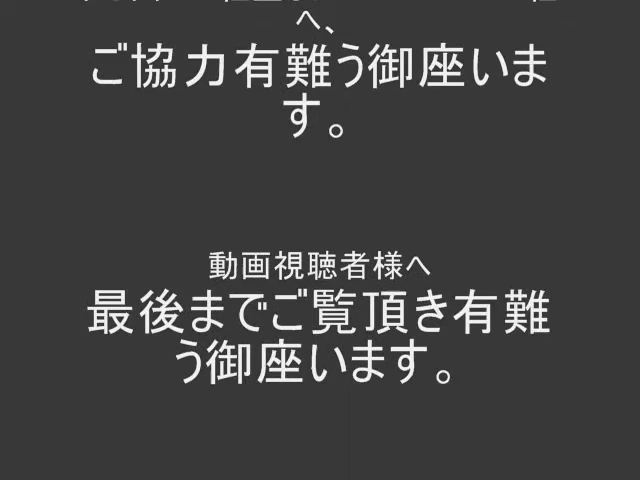 へ、
ご協力有難う御座いま
す。
動画視聴者様へ
最後までご覧頂き有難
う御座います。